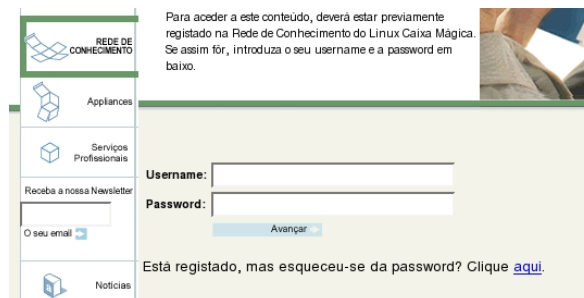 REDE DE
CONHECIMENTO
Appliances
Serviços
Profissionais
Receba a nossa Newsletter
O seu email
Notícias
Para aceder a este conteúdo, deverá estar previamente
registado na Rede de Conhecimento do Linux Caixa Mágica.
Se assim fôr, introduza o seu username e a password em
baixo.
Username:
Password:
Avançar
Está registado, mas esqueceu-se da password? Clique aqui.